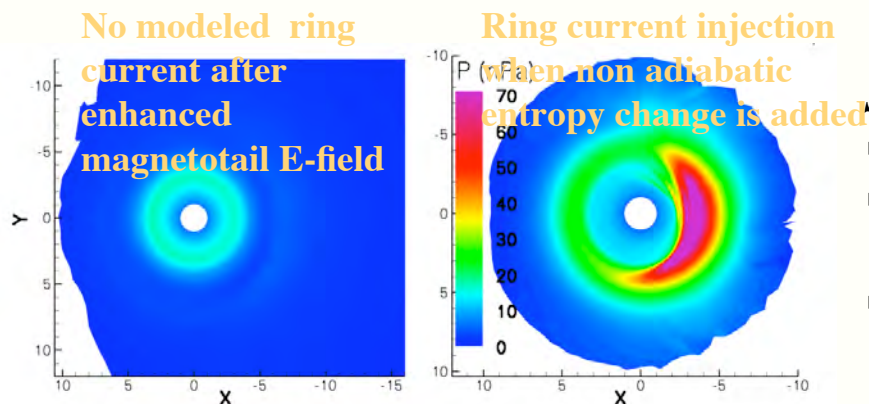 No modeled ring
current after
enhanced
magnetotail E-field
Ring current injection
when non adiabatic
entropy change is added
-10
-5
0
5
10
Y
10
5
0
-5
-10
-15
X
P (nPa)
70
60
50
40
30
20
10
0
-10
-5
0
5
10
10
5
0
-5
-10
X